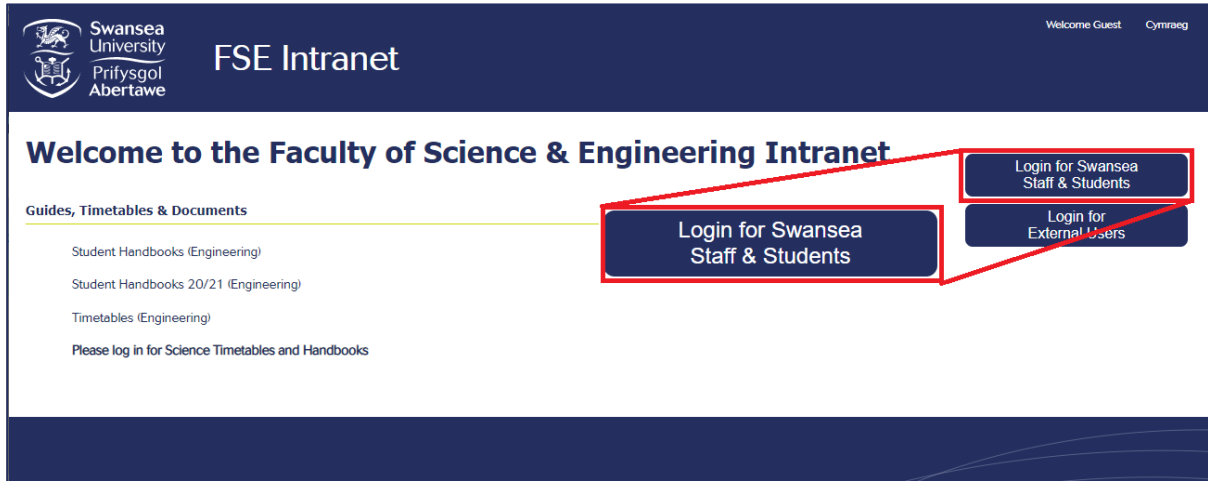 Swansea
University
Prifysgol
Abertawe
FSE Intranet
Welcome Guest
Cymraeg
Welcome to the Faculty of Science & Engineering Intranet
Login for Swansea
Staff & Students
Login for
External Users
Guides, Timetables & Documents
Login for Swansea
Staff & Students
Student Handbooks (Engineering)
Student Handbooks 20/21 (Engineering)
Timetables (Engineering)
Please log in for Science Timetables and Handbooks